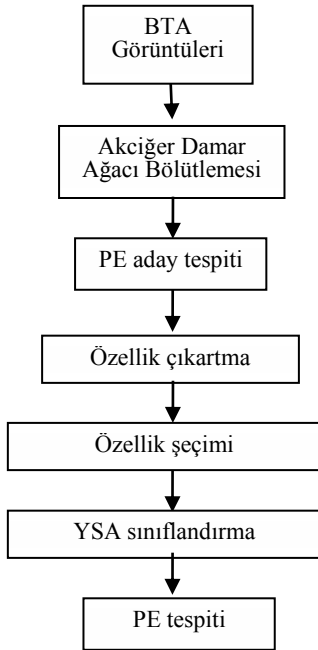 BTA
Görüntüleri
Akciğer Damar
Ağacı Bölütlemesi
PE aday tespiti
Özellik çıkartma
Özellik şeçimi
YSA sınıflandırma
PE tespiti